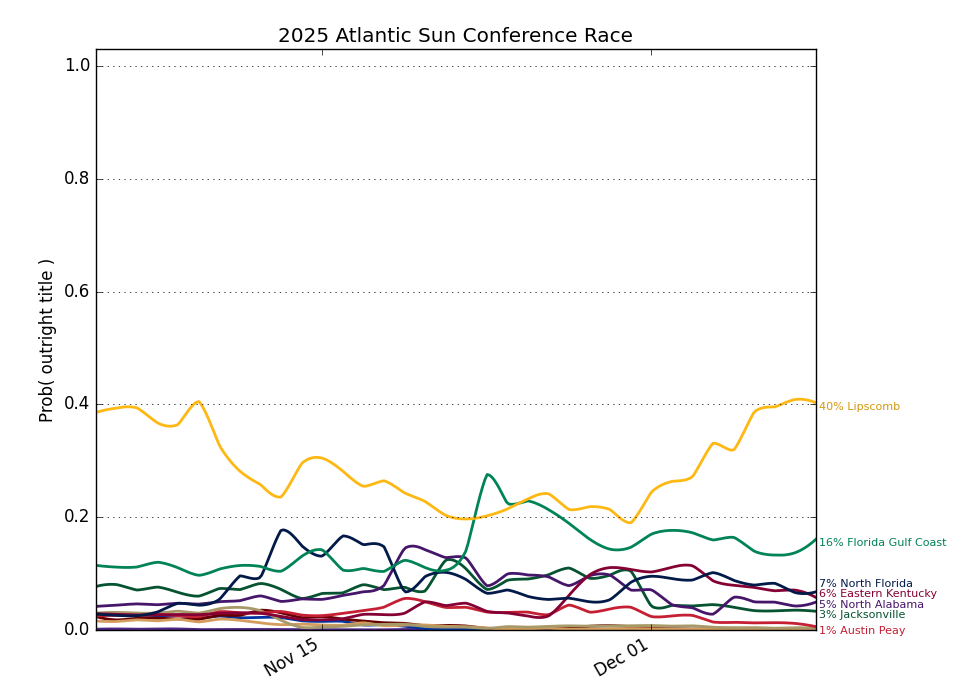 2025 Atlantic Sun Conference Race
Prob( outright title )
1.0
0.8
0.6
0.4
0.2
0.0
Nov 15
Dec 01
40% Lipscomb
16% Florida Gulf Coast
7% North Florida
6% Eastern Kentucky
5% North Alabama
3% Jacksonville
1% Austin Peay